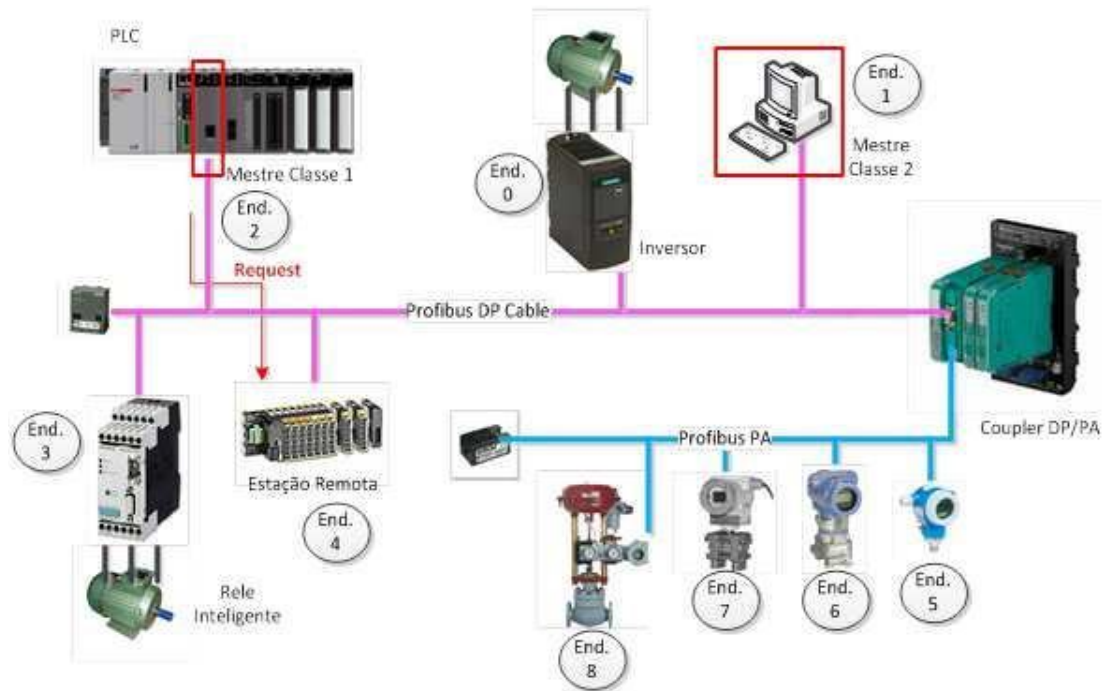 PLC
Mestre Classe 1
End.
2
Request
End.
0
Inversor
End.
1
Mestre
Classe 2
Profibus DP Cable
Coupler DP/PA
End.
3
Rele
Inteligente
Estação Remota
End.
4
Profibus PA
End.
8
End.
7
End.
6
End.
5